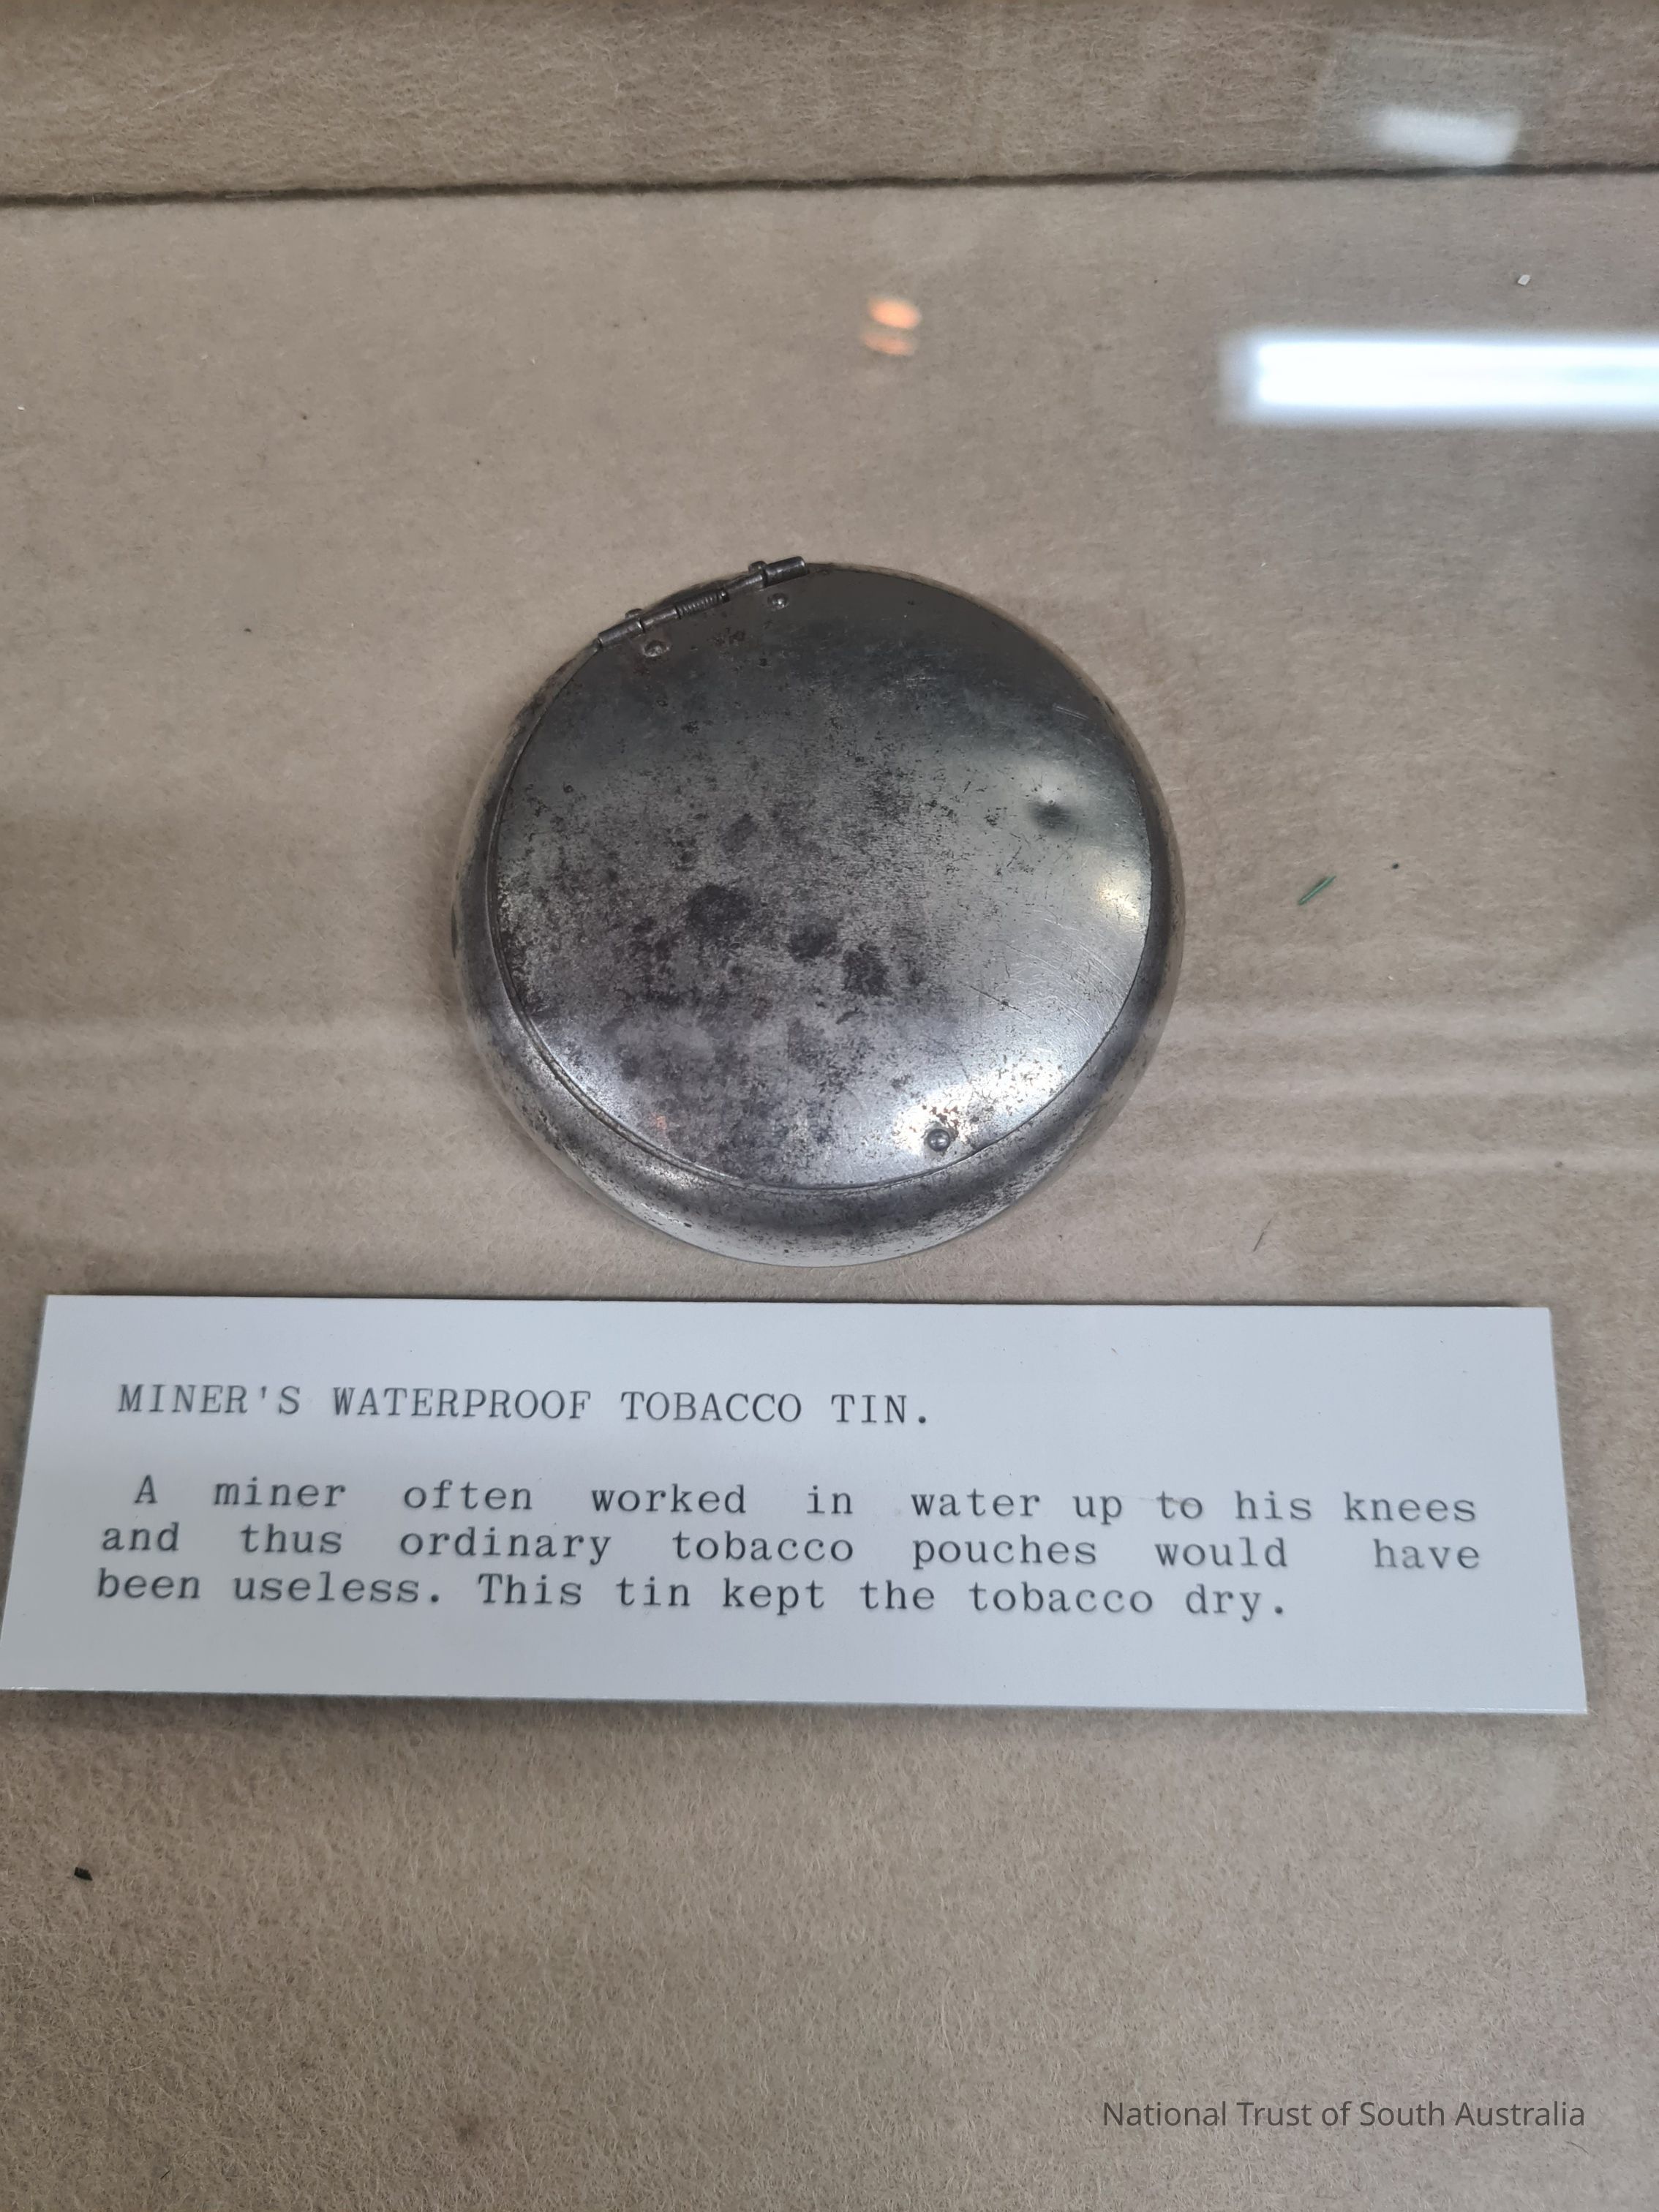 MINER'S WATERPROOF TOBACCO TIN.
A miner often worked in water up to his knees
and thus ordinary tobacco pouches would have
been useless. This tin kept the tobacco dry.
National Trust of South Australia